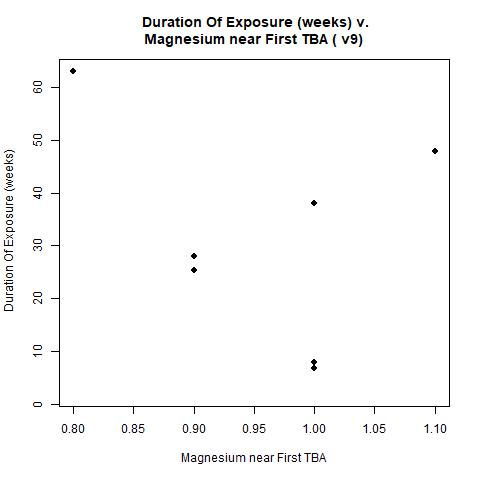 Duration Of Exposure (weeks) v.
Magnesium near First TBA ( v9)
Duration Of Exposure (weeks)
60
50
40
30
20
10
0
0.80 0.85 0.90 0.95 1.00 1.05 1.10
Magnesium near First TBA